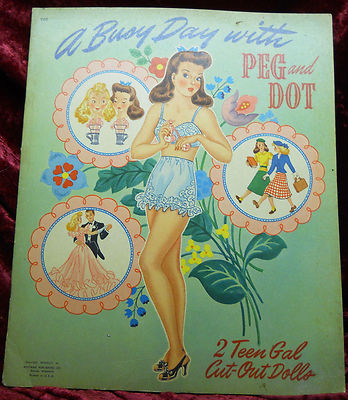 A Busy Day with
PEG and
DOT
2 Teen Gal
Cut-Out Dolls